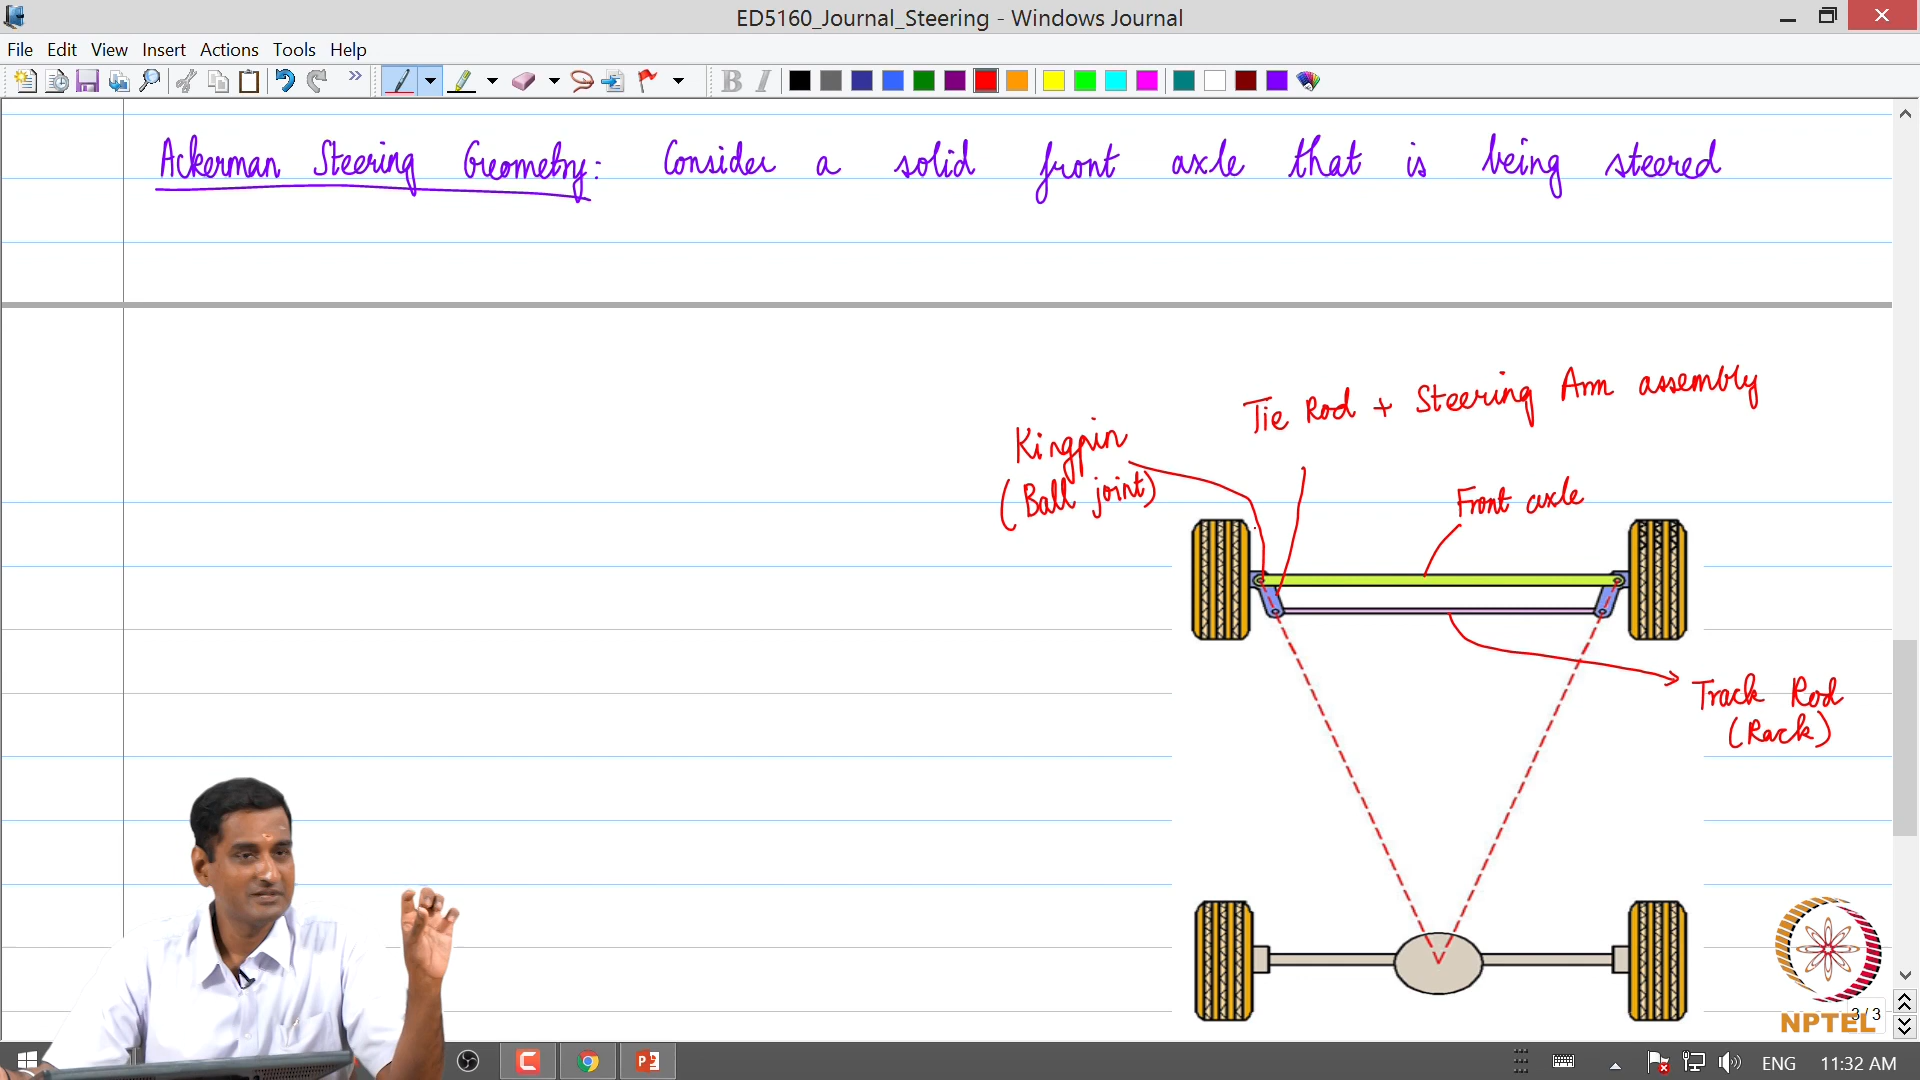 ED5160_Journal_Steering - Windows Journal
File Edit View Insert Actions Tools Help
B I
Ackerman Steering Geometry: Consider a solid front axle that is being steered
Tie Rod + Steering Arm assembly
Kingpin
(Ball joint)
Front axle
Track Rod
(Rack)
NPTEL
3/3
ENG 11:32 AM